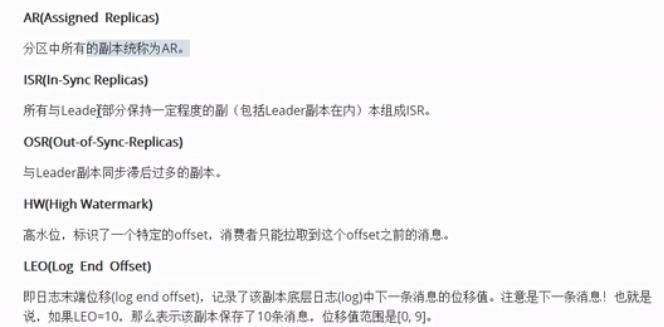 AR(Assigned Replicas)
分区中所有的副本统称为AR。
ISR(In-Sync Replicas)
所有与Leader部分保持一定程度的副（包括Leader副本在内）本组成ISR。
OSR(Out-of-Sync-Replicas)
与Leader副本同步滞后过多的副本。
HW(High Watermark)
高水位，标识了一个特定的offset，消费者只能拉取到这个offset之前的消息。
LEO(Log End Offset)
即日志末端位移(log end offset)，记录了该副本底层日志(log)中下一条消息的位移值。注意是下一条消息！也就是
说，如果LEO=10，那么表示该副本保存了10条消息，位移值范围是[0, 9]。